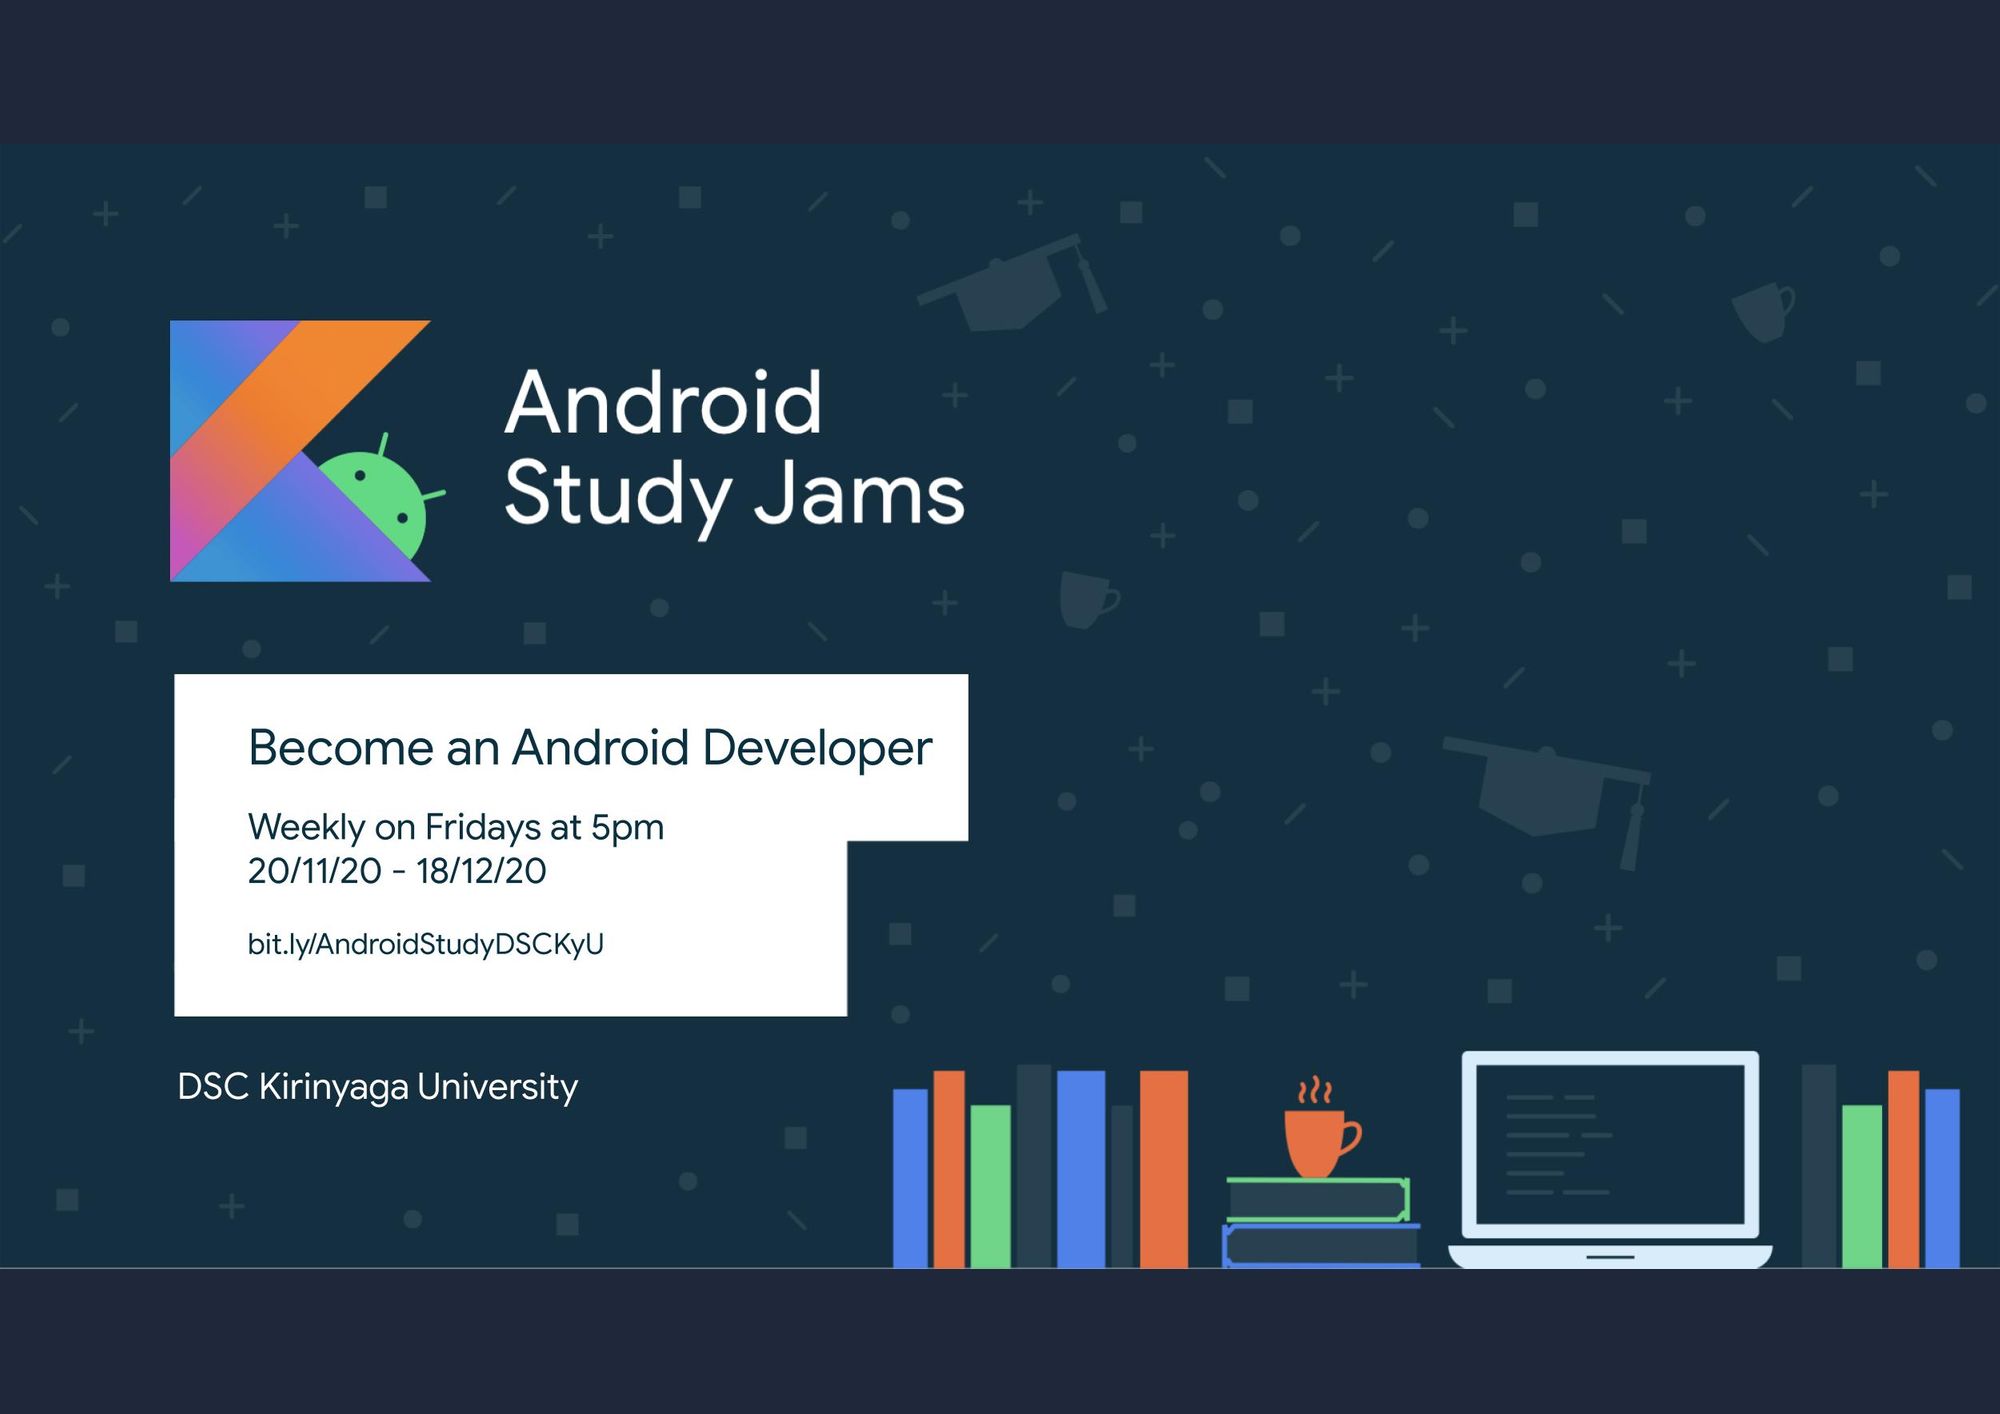 Android
Study Jams
Become an Android Developer
Weekly on Fridays at 5pm
20/11/20 - 18/12/20
bit.ly/AndroidStudyDSCKyU
DSC Kirinyaga University